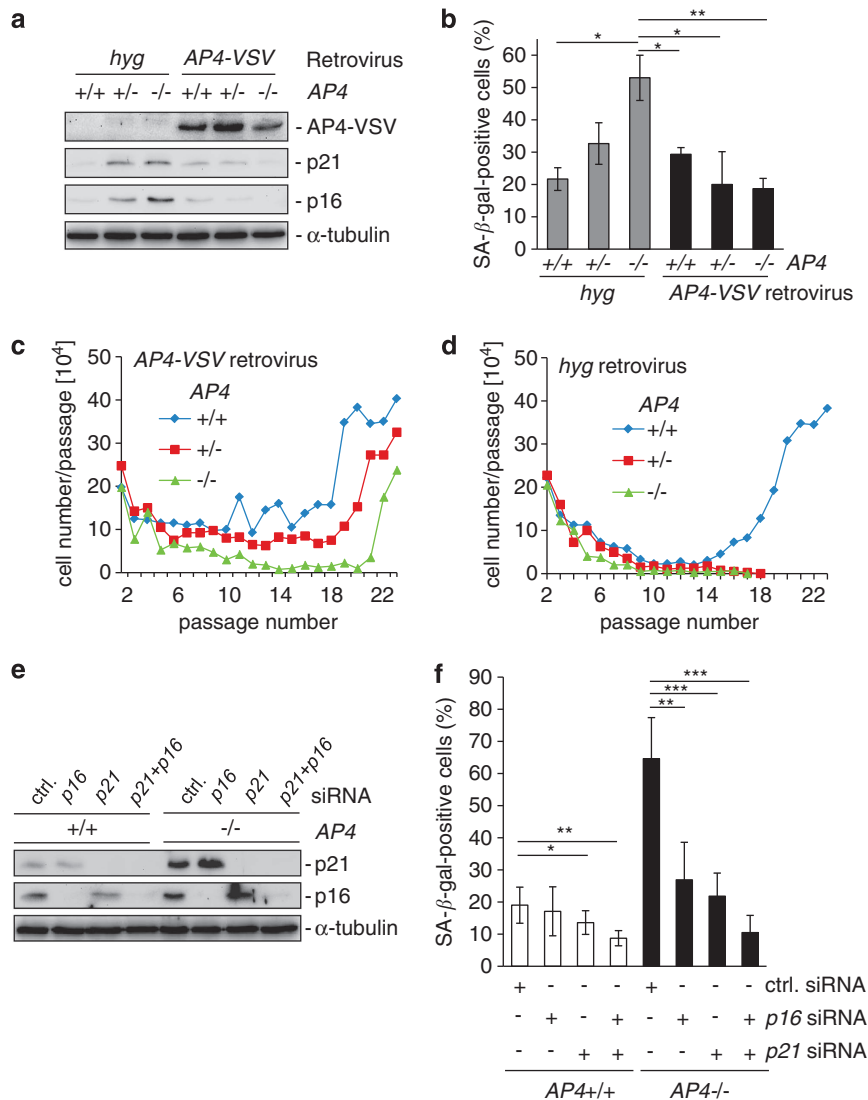 a
hyg AP4-VSV Retrovirus
+/+ +/- -/- +/+ +/- -/- AP4
- AP4-VSV
- p21
- p16
- α-tubulin
b
SA-β-gal-positive cells (%)
60
50
40
30
20
10
0
* ** * *
+/+ +/- -/- +/+ +/- -/- AP4
hyg AP4-VSV retrovirus
c
AP4-VSV retrovirus
cell number/passage [10⁴]
50
40
30
20
10
0
AP4
+/+
+/-
-/-
2 6 10 14 18 22
passage number
d
hyg retrovirus
cell number/passage [10⁴]
50
40
30
20
10
0
AP4
+/+
+/-
-/-
2 6 10 14 18 22
passage number
e
ctrl. p16 p21 p21+p16 ctrl. p16 p21 p21+p16 siRNA
+/+ -/- AP4
-p21
-p16
-α-tubulin
f
SA-β-gal-positive cells (%)
90
80
70
60
50
40
30
20
10
0
** * *** *** **
+ - - - + - - - ctrl. siRNA
- + - + - + - + p16 siRNA
- - + + - - + + p21 siRNA
AP4+/+ AP4-/-